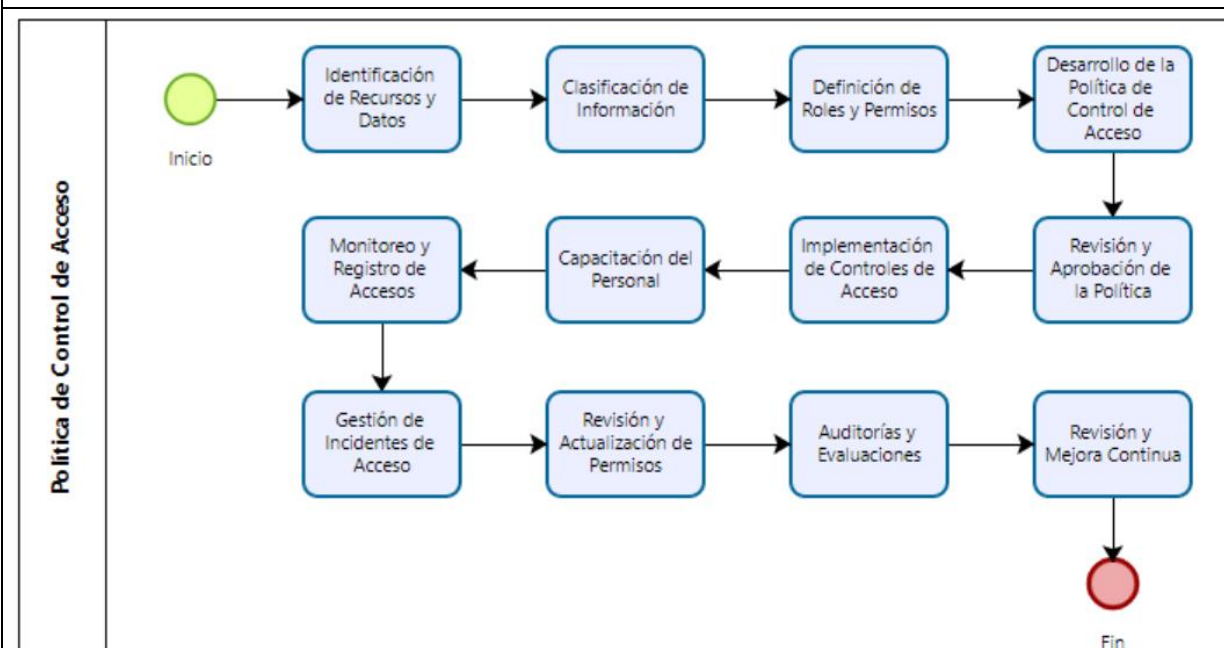 Política de Control de Acceso
Inicio
Identificación
de Recursos y
Datos
Clasificación de
Información
Definición de
Roles y Permisos
Desarrollo de la
Política de
Control de
Acceso
Revisión y
Aprobación de
la Política
Implementación
de Controles de
Acceso
Capacitación del
Personal
Monitoreo y
Registro de
Accesos
Gestión de
Incidentes de
Acceso
Revisión y
Actualización de
Permisos
Auditorías y
Evaluaciones
Revisión y
Mejora Continua
Fin